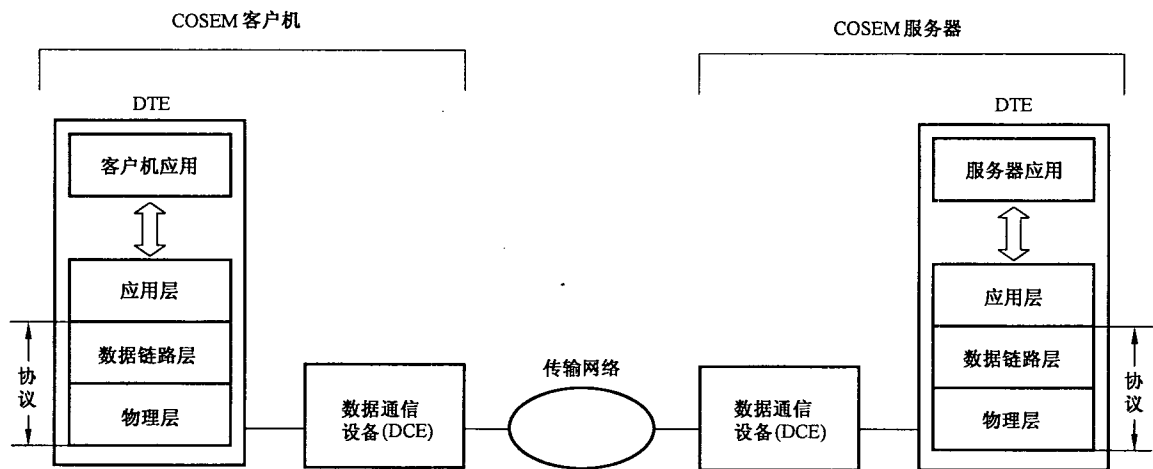 COSEM 客户机
COSEM 服务器
DTE
客户机应用
应用层
数据链路层
物理层
协议
数据通信
设备(DCE)
传输网络
数据通信
设备(DCE)
DTE
服务器应用
应用层
数据链路层
物理层
协议